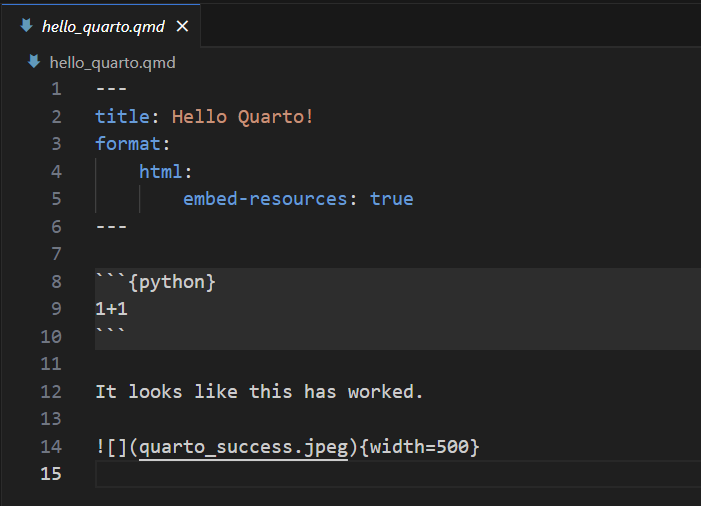 hello_quarto.qmd
hello_quarto.qmd
1 ---
2 title: Hello Quarto!
3 format:
4     html:
5         embed-resources: true
6 ---
7
8 ```{python}
9 1+1
10 ```
11
12 It looks like this has worked.
13
14 ![](quarto_success.jpeg){width=500}
15